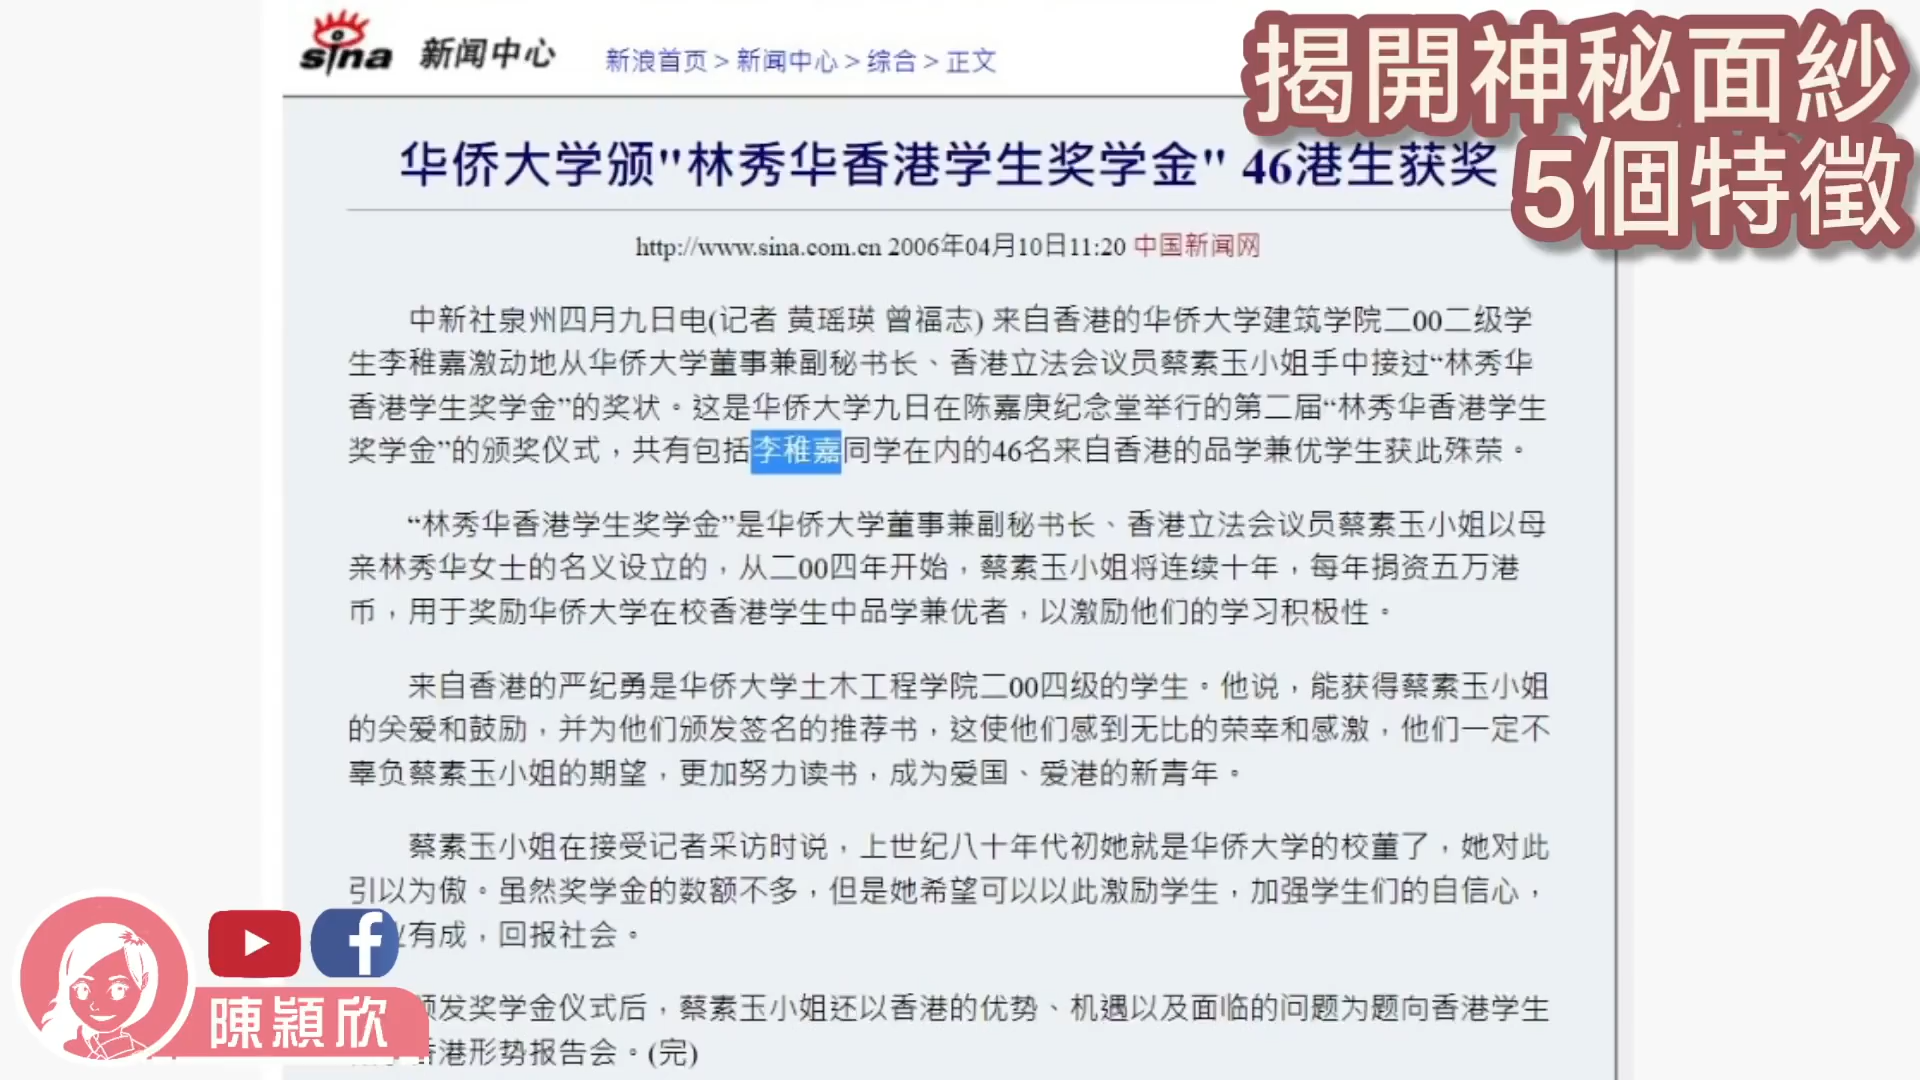 sina 新闻中心 新浪首页 > 新闻中心 > 综合 > 正文
揭開神秘面紗
5個特徵
华侨大学颁"林秀华香港学生奖学金" 46港生获奖
http://www.sina.com.cn 2006年04月10日11:20 中国新闻网
中新社泉州四月九日电(记者 黄瑶瑛 曾福志) 来自香港的华侨大学建筑学院二00二级学
生李稚嘉激动地从华侨大学董事兼副秘书长、香港立法会议员蔡素玉小姐手中接过“林秀华
香港学生奖学金”的奖状。这是华侨大学九日在陈嘉庚纪念堂举行的第二届“林秀华香港学生
奖学金”的颁奖仪式，共有包括李稚嘉同学在内的46名来自香港的品学兼优学生获此殊荣。
“林秀华香港学生奖学金”是华侨大学董事兼副秘书长、香港立法会议员蔡素玉小姐以母
亲林秀华女士的名义设立的，从二00四年开始，蔡素玉小姐将连续十年，每年捐资五万港
币，用于奖励华侨大学在校香港学生中品学兼优者，以激励他们的学习积极性。
来自香港的严纪勇是华侨大学土木工程学院二00四级的学生。他说，能获得蔡素玉小姐
的关爱和鼓励，并为他们颁发签名的推荐书，这使他们感到无比的荣幸和感激，他们一定不
辜负蔡素玉小姐的期望，更加努力读书，成为爱国、爱港的新青年。
蔡素玉小姐在接受记者采访时说，上世纪八十年代初她就是华侨大学的校董了，她对此
引以为傲。虽然奖学金的数额不多，但是她希望可以以此激励学生，加强学生们的自信心，
有成，回报社会。
颁发奖学金仪式后，蔡素玉小姐还以香港的优势、机遇以及面临的问题为题向香港学生
香港形势报告会。(完)
陳穎欣